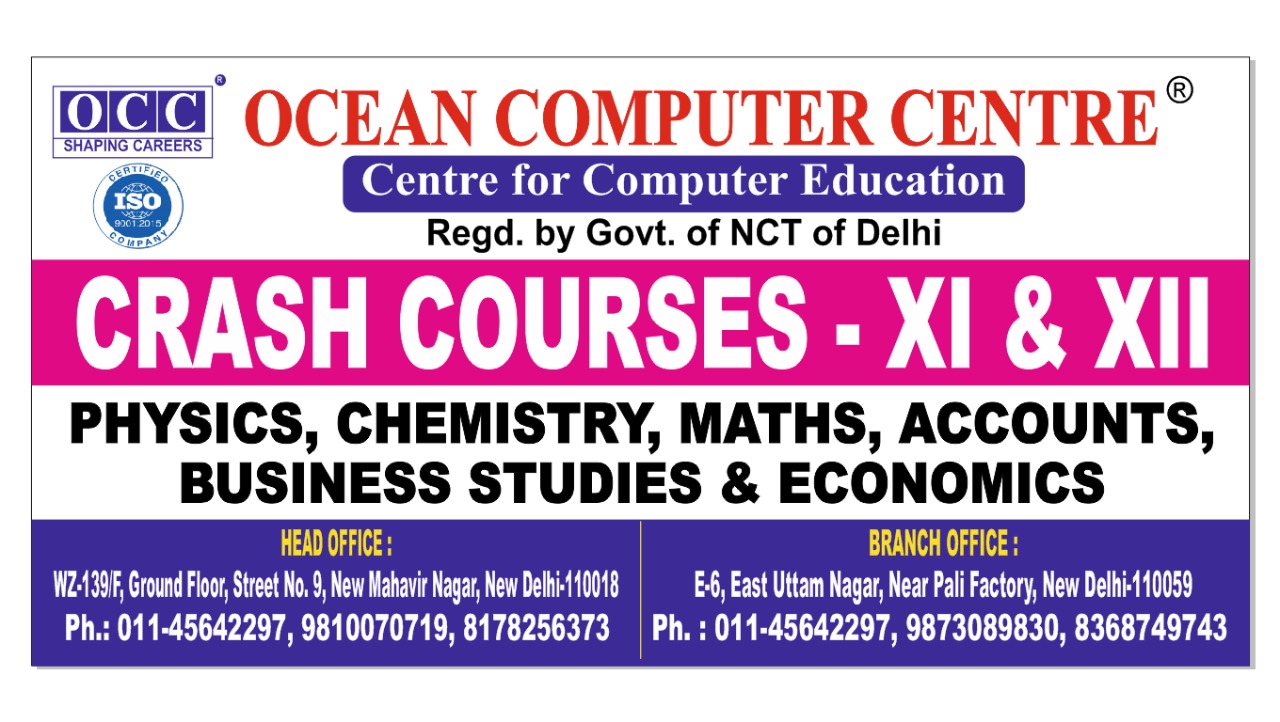 OCC ®
SHAPING CAREERS
CERTIFIED
ISO
9001:2015
COMPANY
OCEAN COMPUTER CENTRE ®
Centre for Computer Education
Regd. by Govt. of NCT of Delhi
CRASH COURSES - XI & XII
PHYSICS, CHEMISTRY, MATHS, ACCOUNTS,
BUSINESS STUDIES & ECONOMICS
HEAD OFFICE :
WZ-139/F, Ground Floor, Street No. 9, New Mahavir Nagar, New Delhi-110018
Ph.: 011-45642297, 9810070719, 8178256373
BRANCH OFFICE :
E-6, East Uttam Nagar, Near Pali Factory, New Delhi-110059
Ph. : 011-45642297, 9873089830, 8368749743